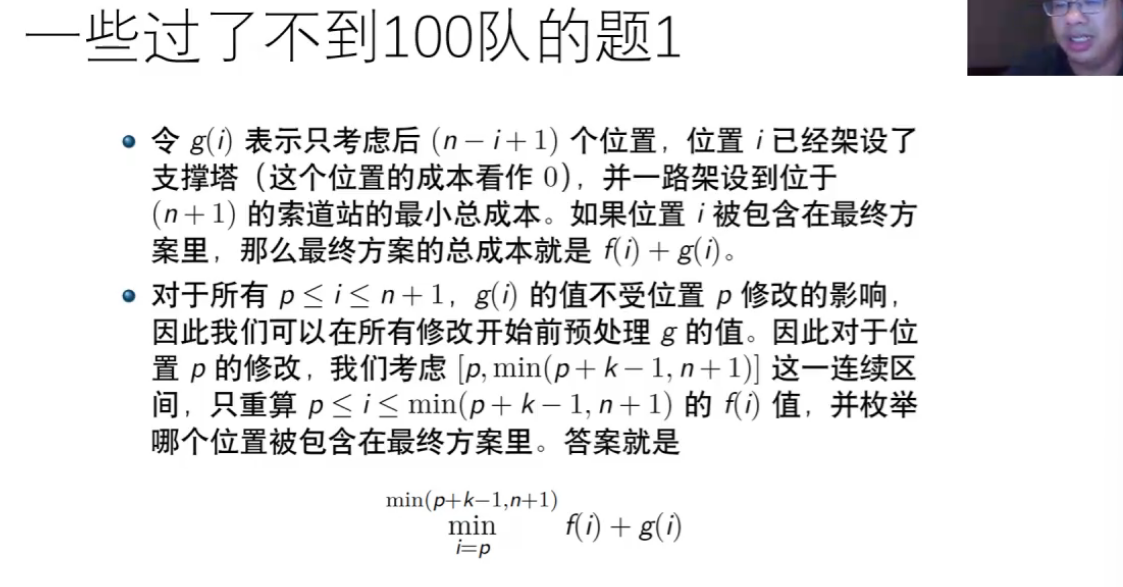 一些过了不到100队的题1
令 g(i) 表示只考虑后 (n − i + 1) 个位置，位置 i 已经架设了
支撑塔（这个位置的成本看作 0），并一路架设到位于
(n + 1) 的索道站的最小总成本。如果位置 i 被包含在最终方
案里，那么最终方案的总成本就是 f(i) + g(i)。
对于所有 p ≤ i ≤ n + 1，g(i) 的值不受位置 p 修改的影响，
因此我们可以在所有修改开始前预处理 g 的值。因此对于位
置 p 的修改，我们考虑 [p, min(p + k − 1, n + 1)] 这一连续区
间，只重算 p ≤ i ≤ min(p + k − 1, n + 1) 的 f(i) 值，并枚举
哪个位置被包含在最终方案里。答案就是
min(p+k−1,n+1)
min f(i) + g(i)
i=p